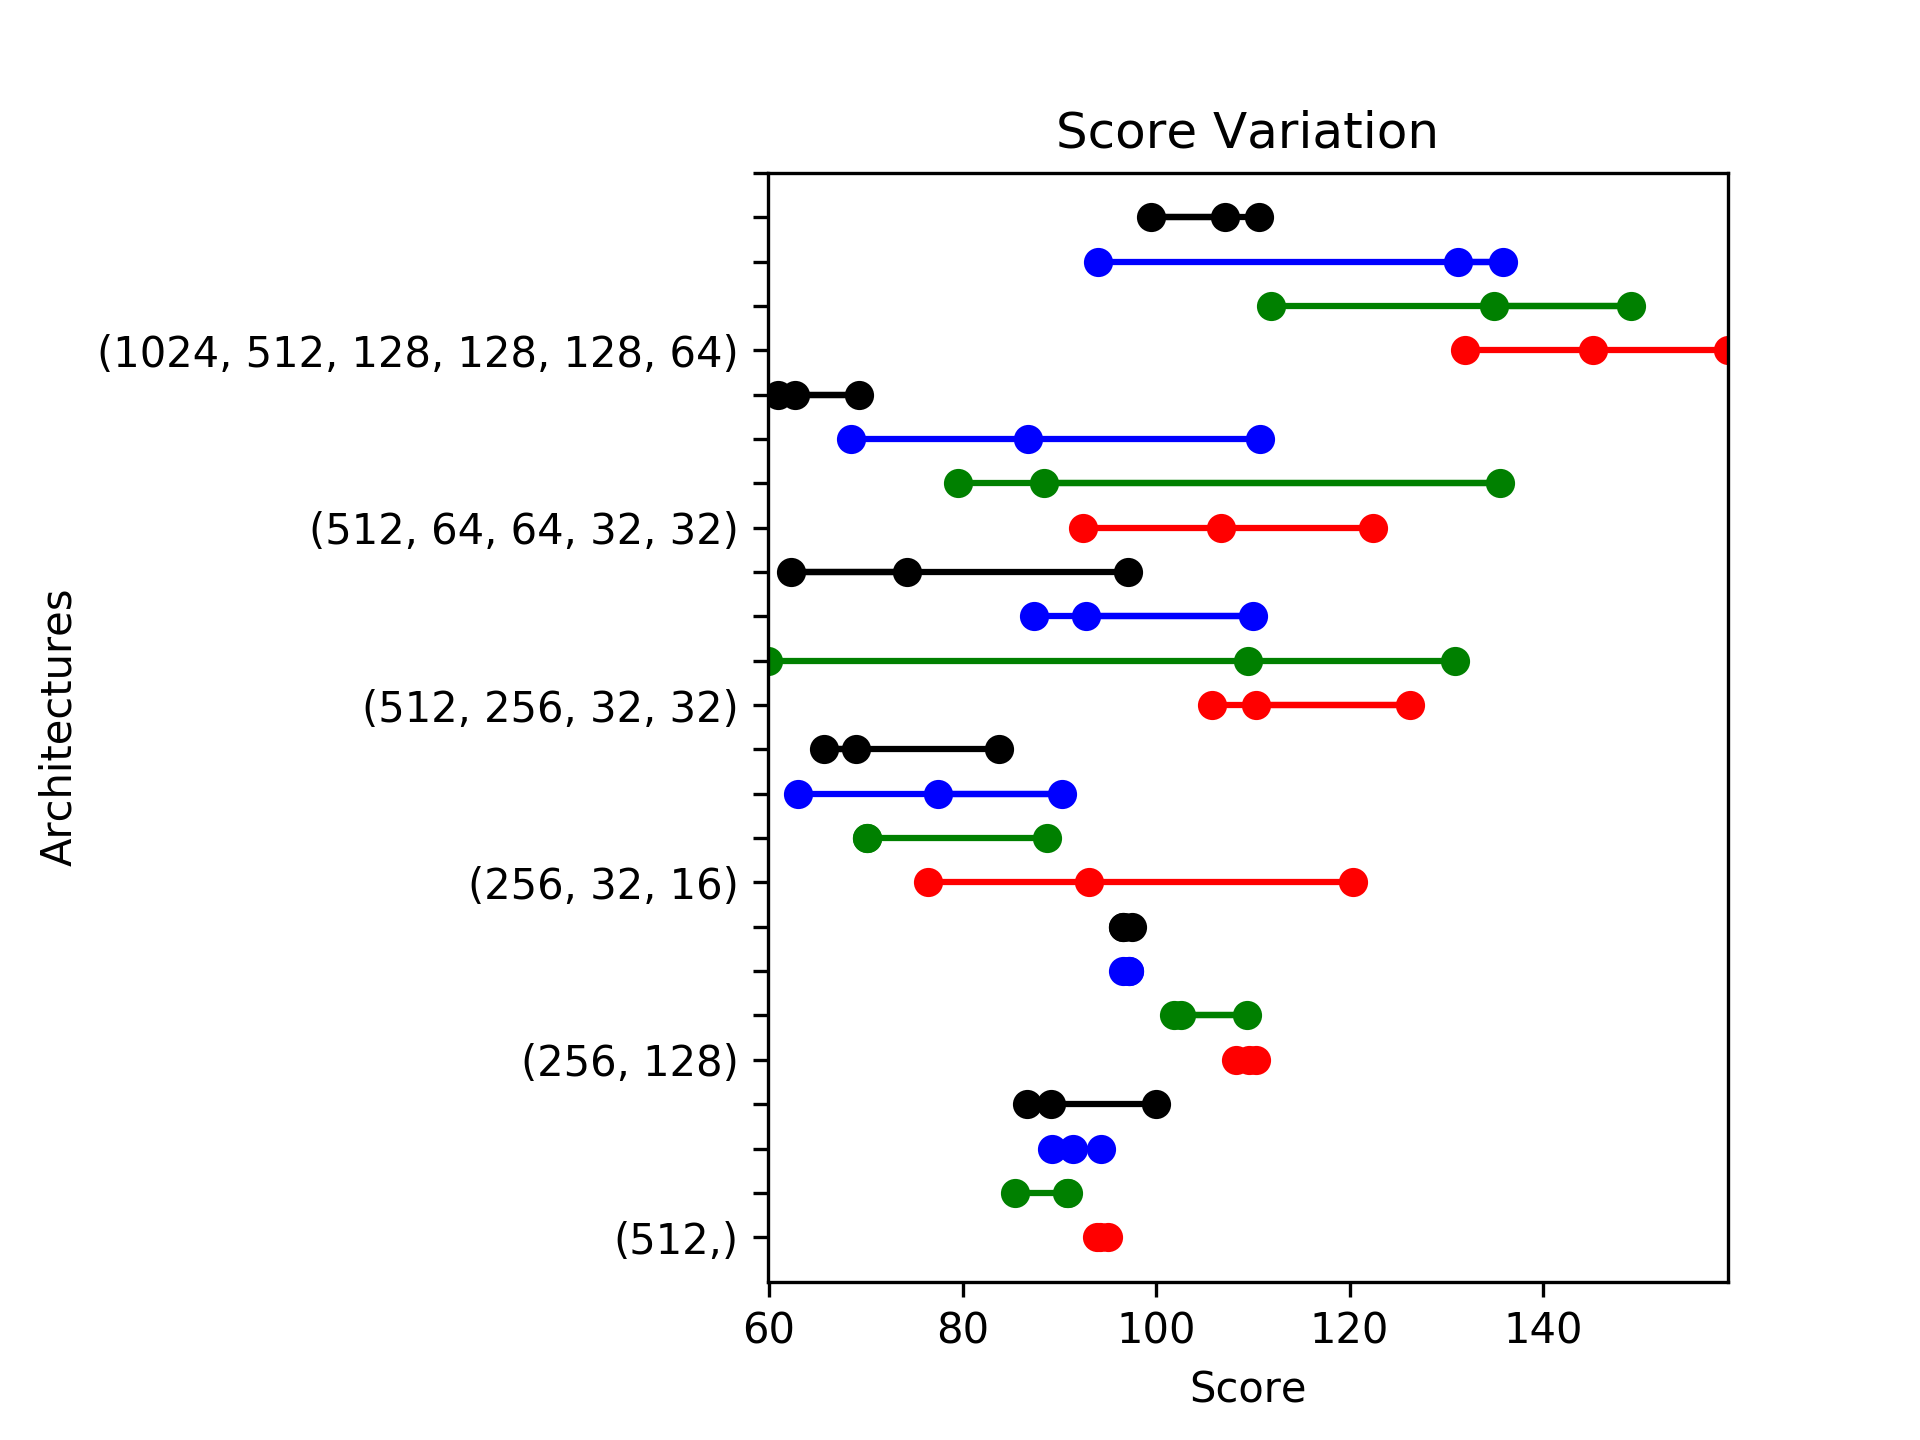 Score Variation
(1024, 512, 128, 128, 128, 64)
(512, 64, 64, 32, 32)
(512, 256, 32, 32)
(256, 32, 16)
(256, 128)
(512,)
Architectures
60 80 100 120 140
Score